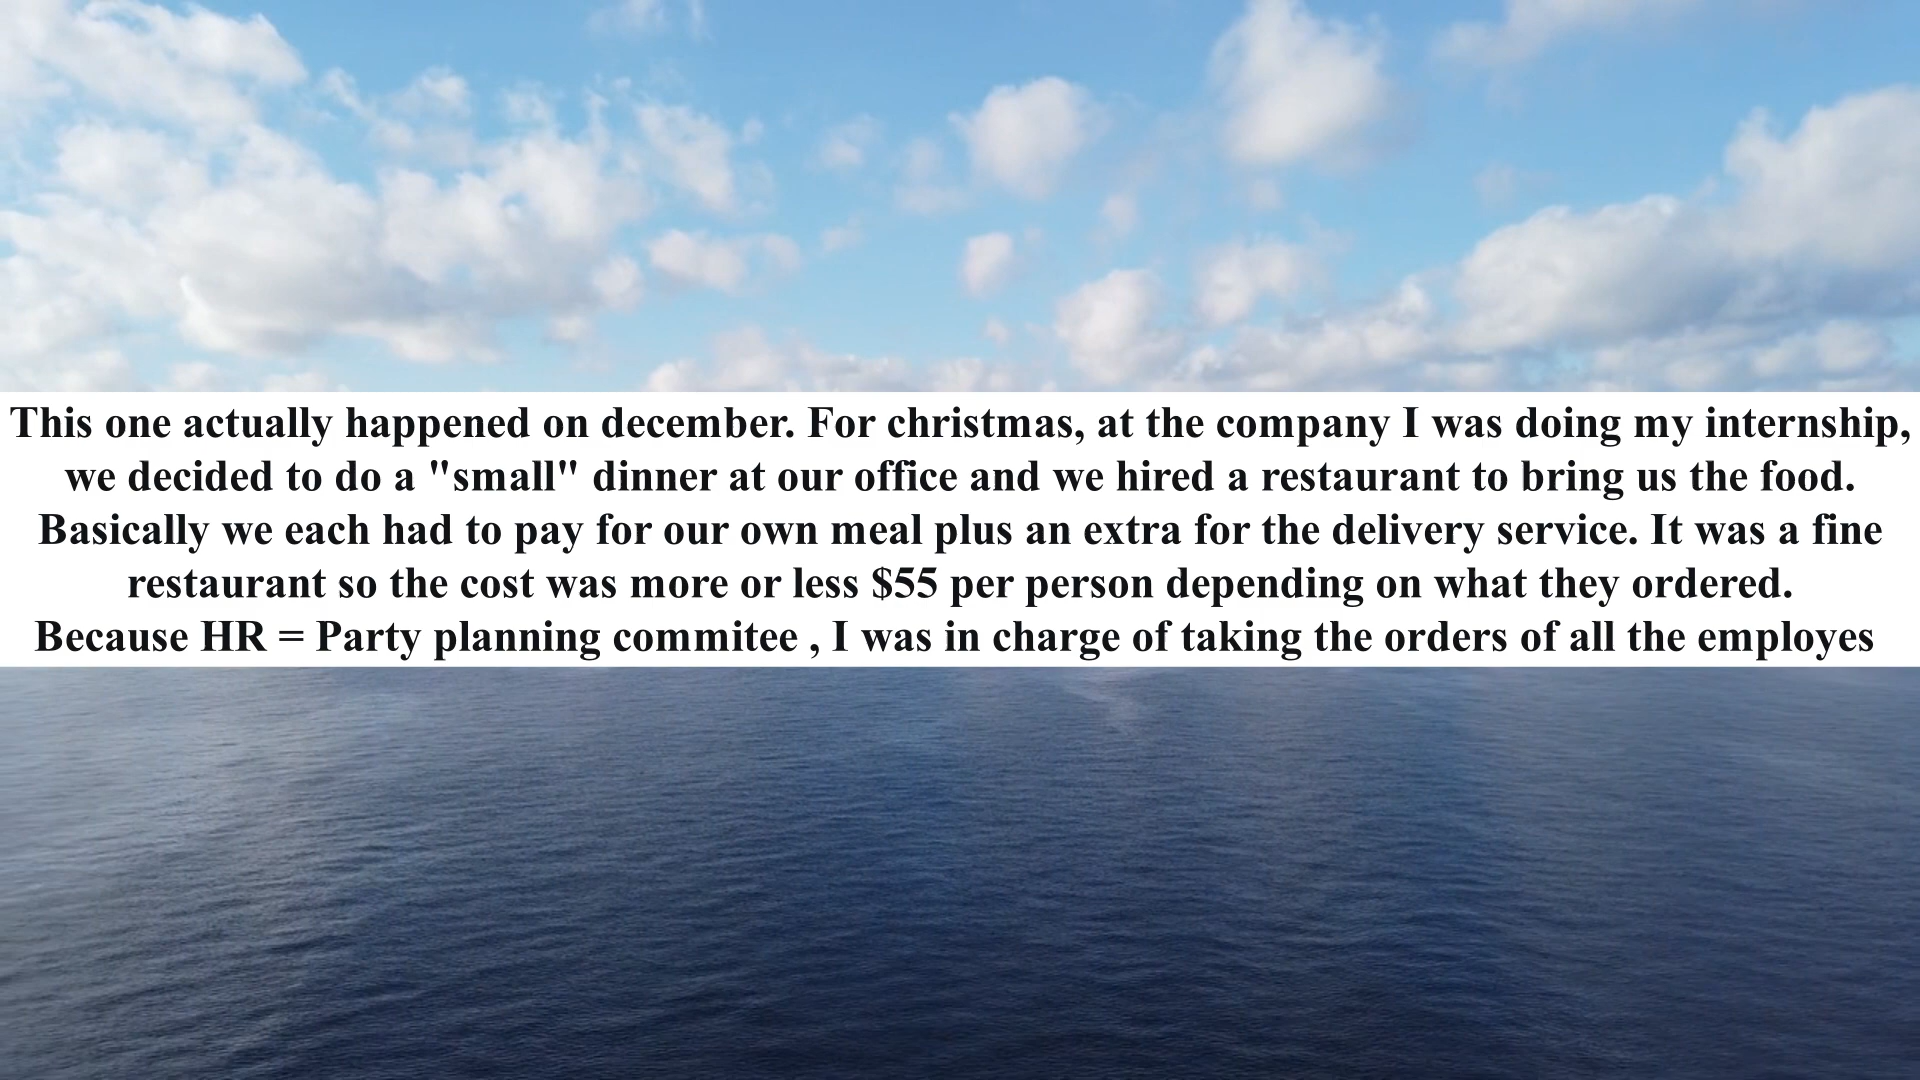 This one actually happened on december. For christmas, at the company I was doing my internship,
we decided to do a "small" dinner at our office and we hired a restaurant to bring us the food.
Basically we each had to pay for our own meal plus an extra for the delivery service. It was a fine
restaurant so the cost was more or less $55 per person depending on what they ordered.
Because HR = Party planning commitee , I was in charge of taking the orders of all the employes